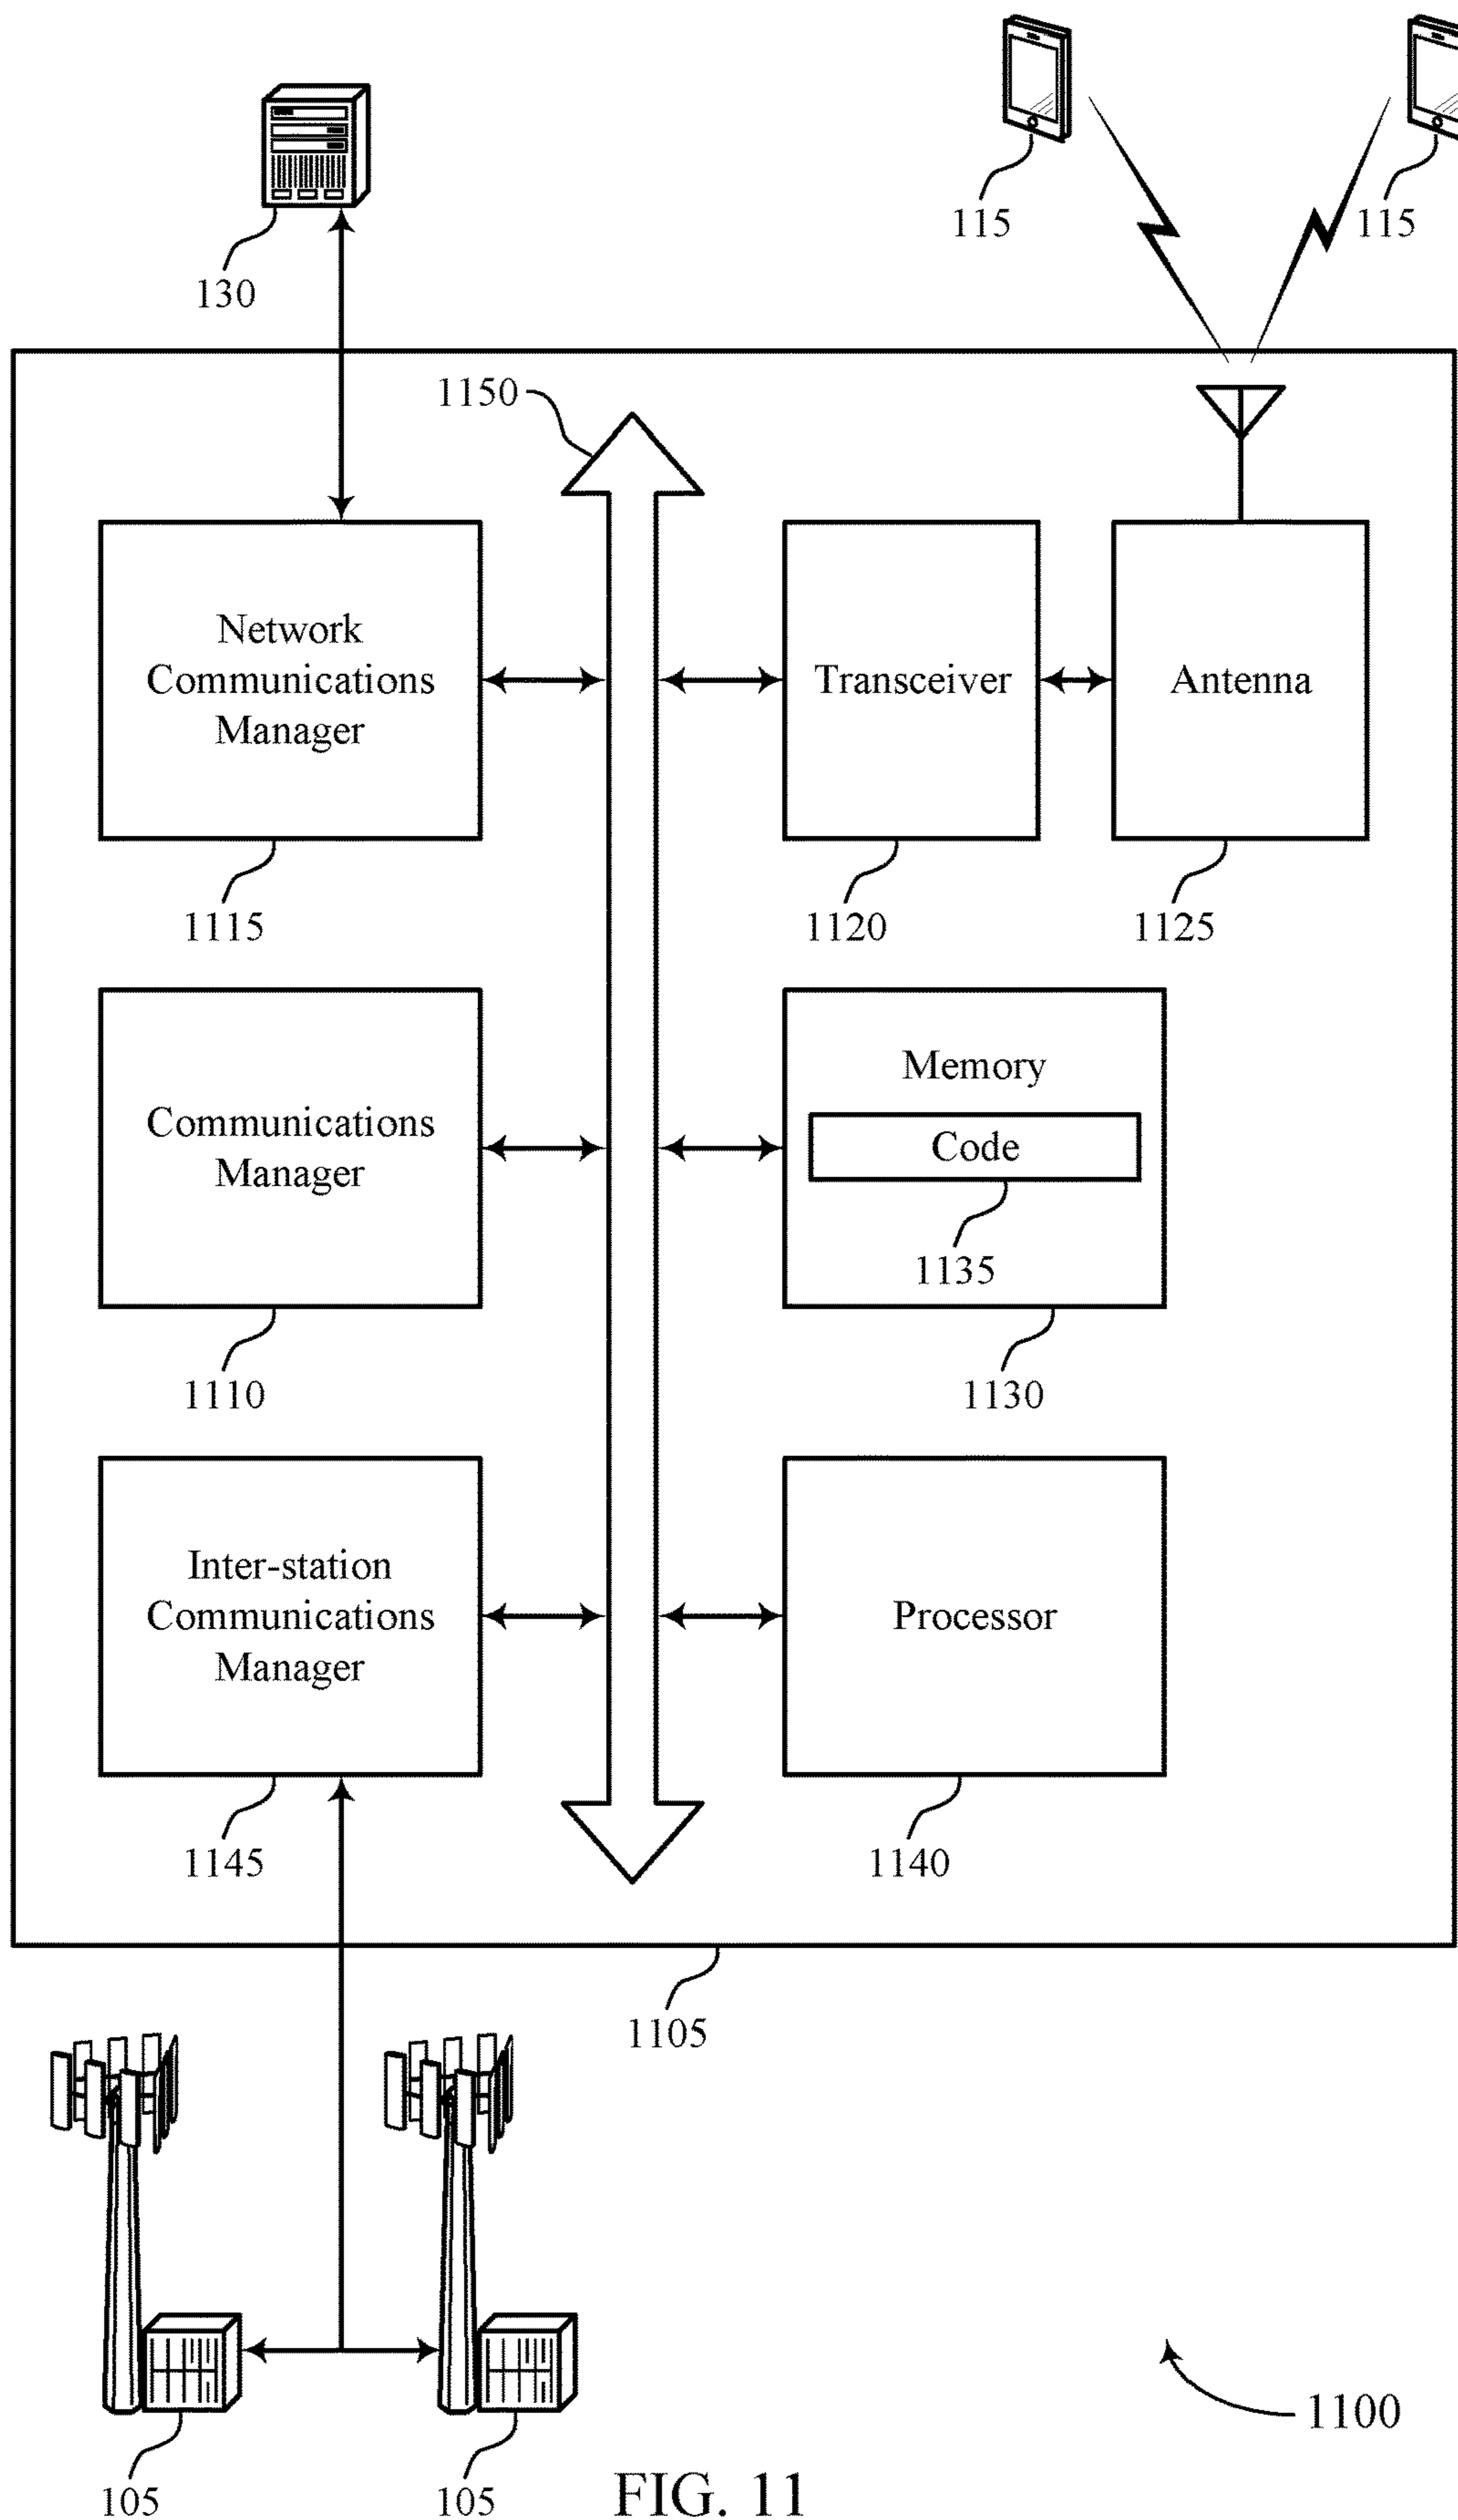 115
115
130
1150
Network
Communications
Manager
Transceiver
Antenna
1115
1120
1125
Communications
Manager
Memory
Code
1135
1110
1130
Inter-station
Communications
Manager
Processor
1145
1140
1105
1100
105
105
FIG. 11